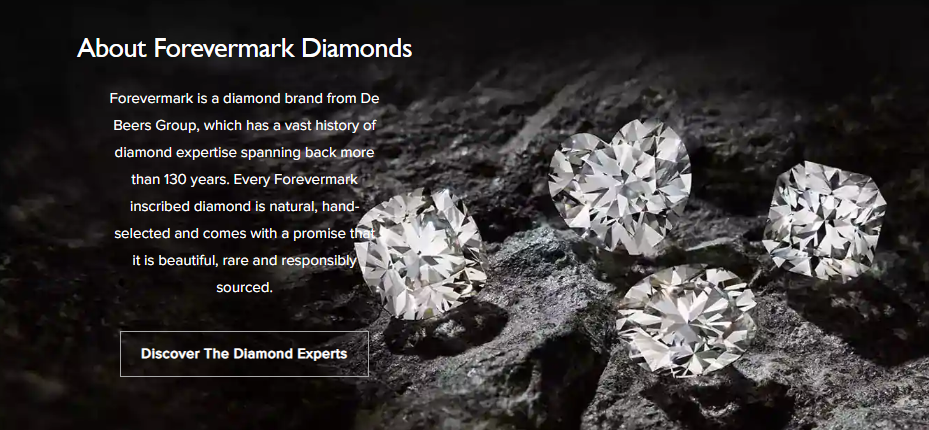 About Forevermark Diamonds
Forevermark is a diamond brand from De
Beers Group, which has a vast history of
diamond expertise spanning back more
than 130 years. Every Forevermark
inscribed diamond is natural, hand-
selected and comes with a promise that
it is beautiful, rare and responsibly
sourced.
Discover The Diamond Experts